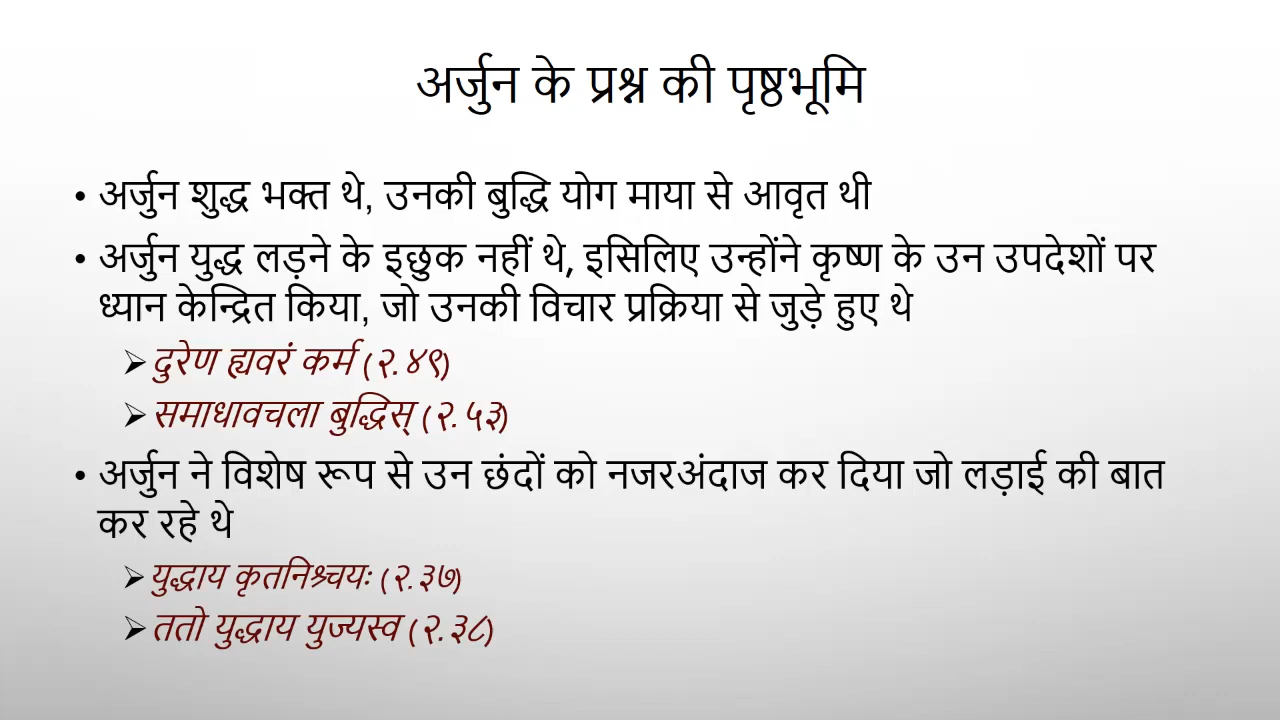 अर्जुन के प्रश्न की पृष्ठभूमि
• अर्जुन शुद्ध भक्त थे, उनकी बुद्धि योग माया से आवृत थी
• अर्जुन युद्ध लड़ने के इछुक नहीं थे, इसिलिए उन्होंने कृष्ण के उन उपदेशों पर
ध्यान केन्द्रित किया, जो उनकी विचार प्रक्रिया से जुड़े हुए थे
➢ दुरेण ह्यवरं कर्म (२.४९)
➢ समाधावचला बुद्धिस् (२.५३)
• अर्जुन ने विशेष रूप से उन छंदों को नजरअंदाज कर दिया जो लड़ाई की बात
कर रहे थे
➢ युद्धाय कृतनिश्चयः (२.३७)
➢ ततो युद्धाय युज्यस्व (२.३८)